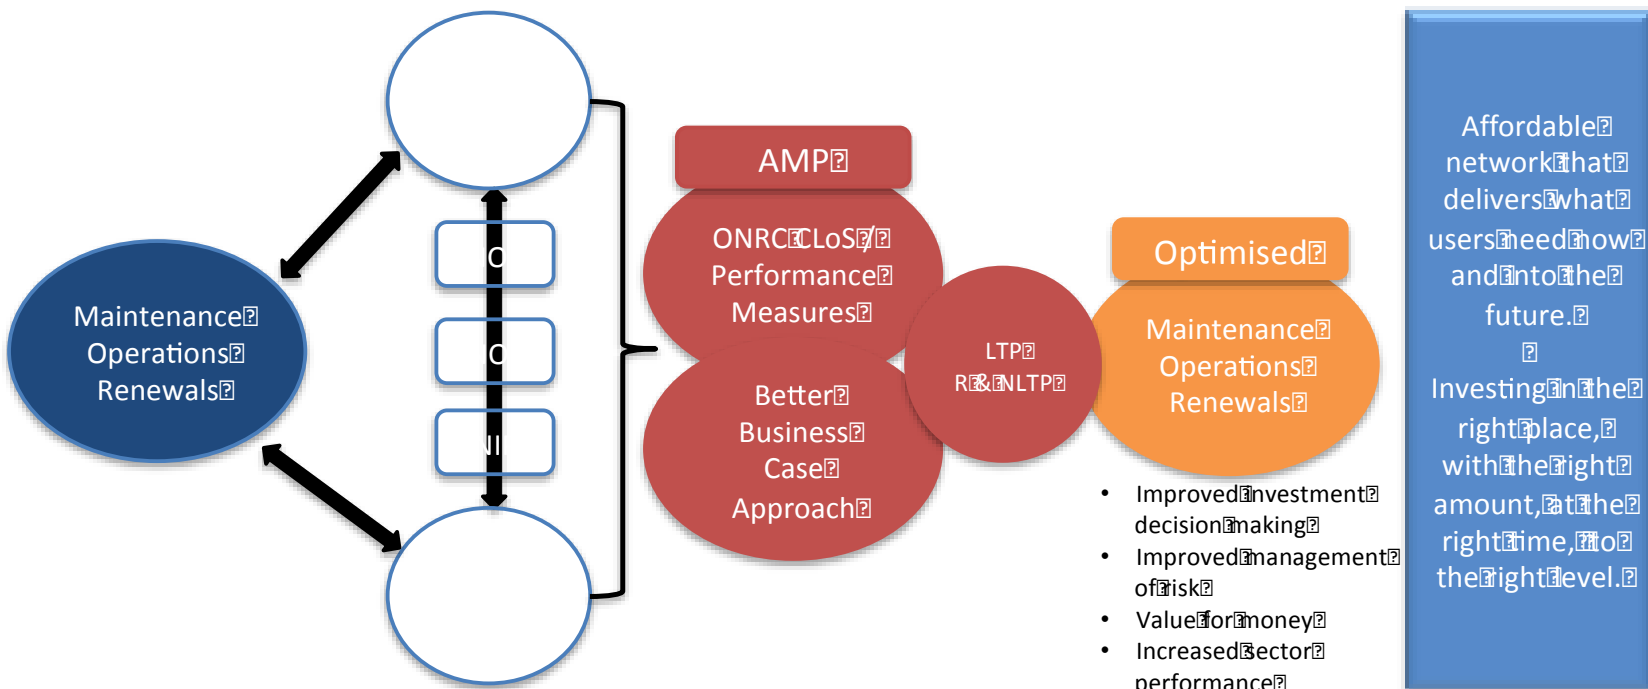 Maintenance
Operations
Renewals
O
O
NI
AMP
ONRC CLoS /
Performance
Measures
Better
Business
Case
Approach
LTP
R & NLTP
Optimised
Maintenance
Operations
Renewals
• Improved investment
decision making
• Improved management
of risk
• Value for money
• Increased sector
performance
Affordable
network that
delivers what
users need now
and into the
future.
Investing in the
right place,
with the right
amount, at the
right time, to
the right level.